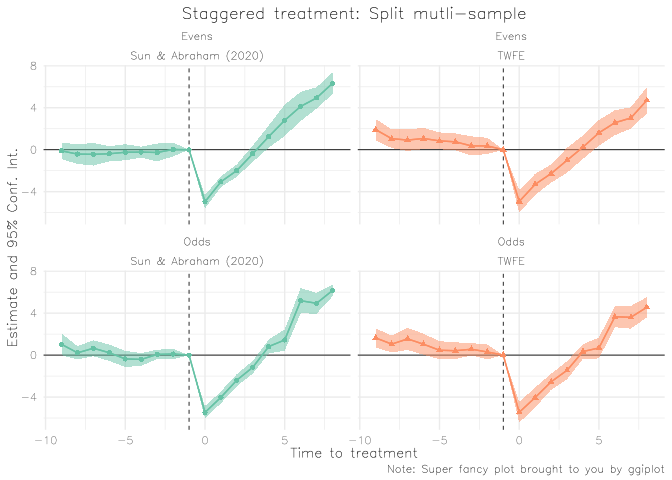 Staggered treatment: Split mutli-sample
Evens
Evens
Sun & Abraham (2020)
TWFE
8
4
0
-4
Odds
Odds
Sun & Abraham (2020)
TWFE
8
4
0
-4
-10
-5
0
5
-10
-5
0
5
Estimate and 95% Conf. Int.
Time to treatment
Note: Super fancy plot brought to you by ggiplot